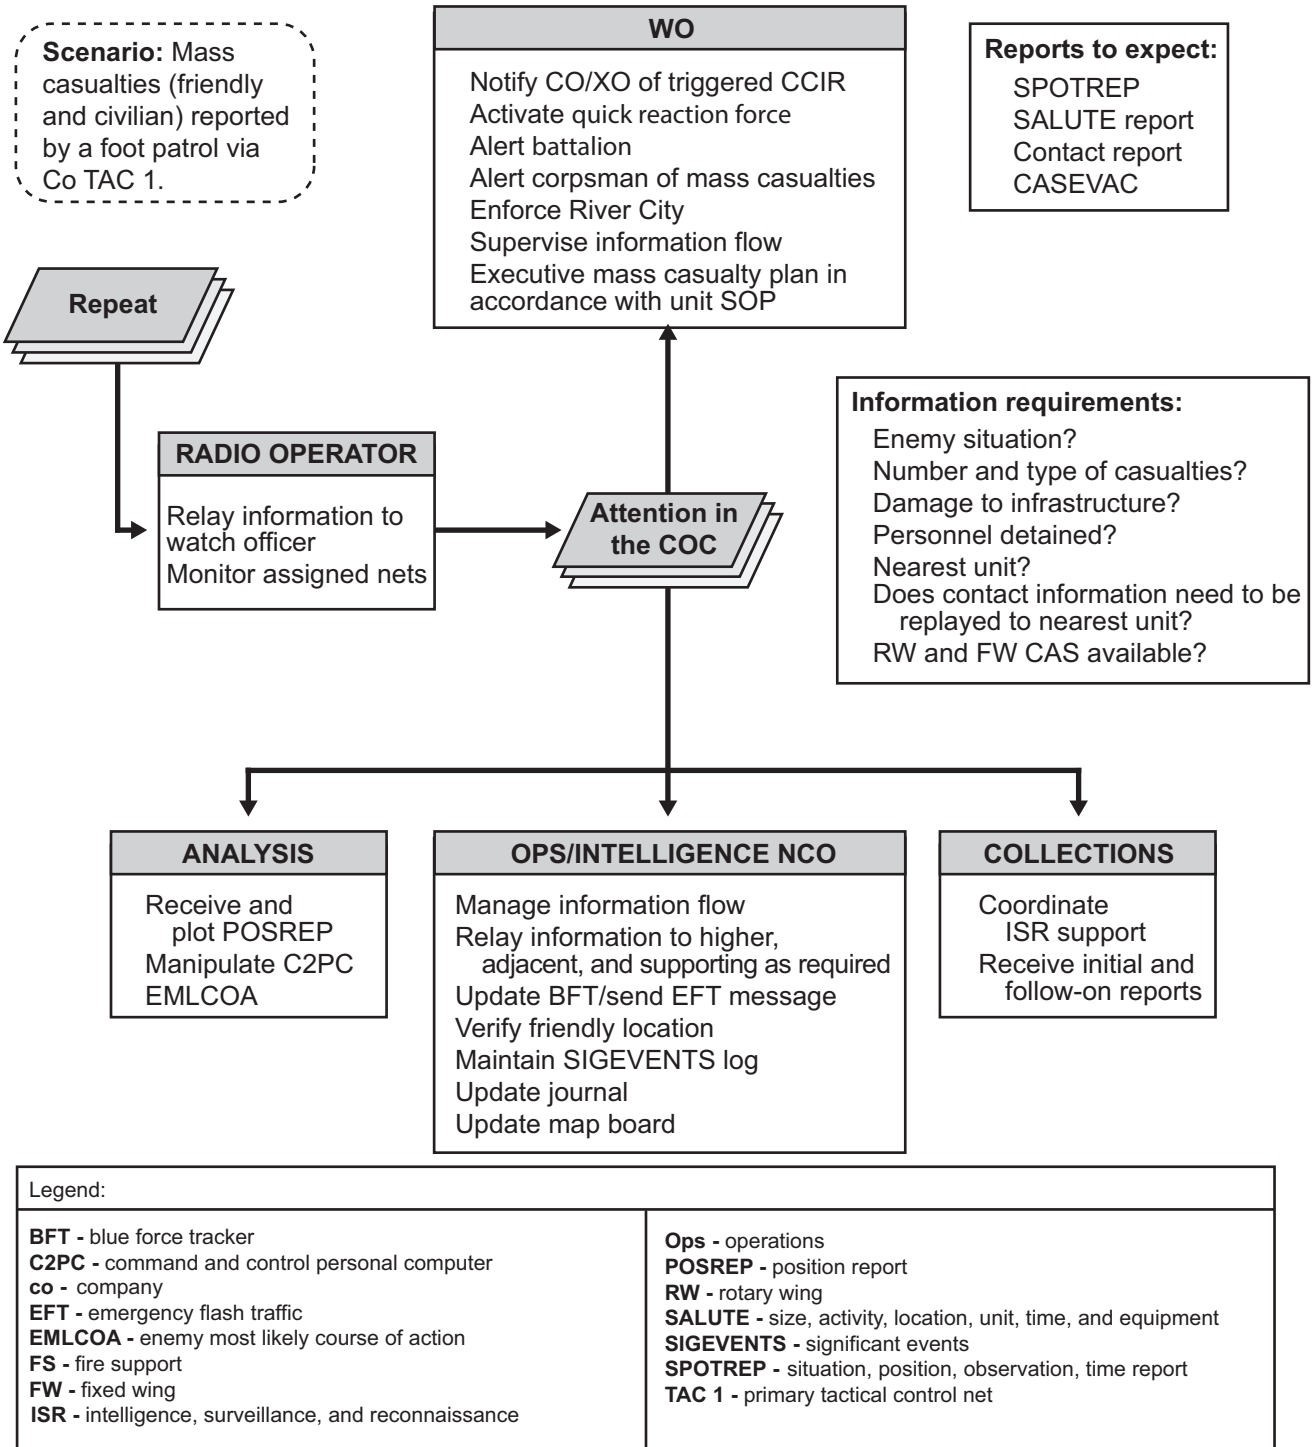 Scenario: Mass
casualties (friendly
and civilian) reported
by a foot patrol via
Co TAC 1.
WO
Notify CO/XO of triggered CCIR
Activate quick reaction force
Alert battalion
Alert corpsman of mass casualties
Enforce River City
Supervise information flow
Executive mass casualty plan in
accordance with unit SOP
Reports to expect:
SPOTREP
SALUTE report
Contact report
CASEVAC
Repeat
RADIO OPERATOR
Relay information to
watch officer
Monitor assigned nets
Attention in
the COC
Information requirements:
Enemy situation?
Number and type of casualties?
Damage to infrastructure?
Personnel detained?
Nearest unit?
Does contact information need to be
replayed to nearest unit?
RW and FW CAS available?
ANALYSIS
Receive and
plot POSREP
Manipulate C2PC
EMLCOA
OPS/INTELLIGENCE NCO
Manage information flow
Relay information to higher,
adjacent, and supporting as required
Update BFT/send EFT message
Verify friendly location
Maintain SIGEVENTS log
Update journal
Update map board
COLLECTIONS
Coordinate
ISR support
Receive initial and
follow-on reports
Legend:
BFT - blue force tracker
C2PC - command and control personal computer
co - company
EFT - emergency flash traffic
EMLCOA - enemy most likely course of action
FS - fire support
FW - fixed wing
ISR - intelligence, surveillance, and reconnaissance
Ops - operations
POSREP - position report
RW - rotary wing
SALUTE - size, activity, location, unit, time, and equipment
SIGEVENTS - significant events
SPOTREP - situation, position, observation, time report
TAC 1 - primary tactical control net